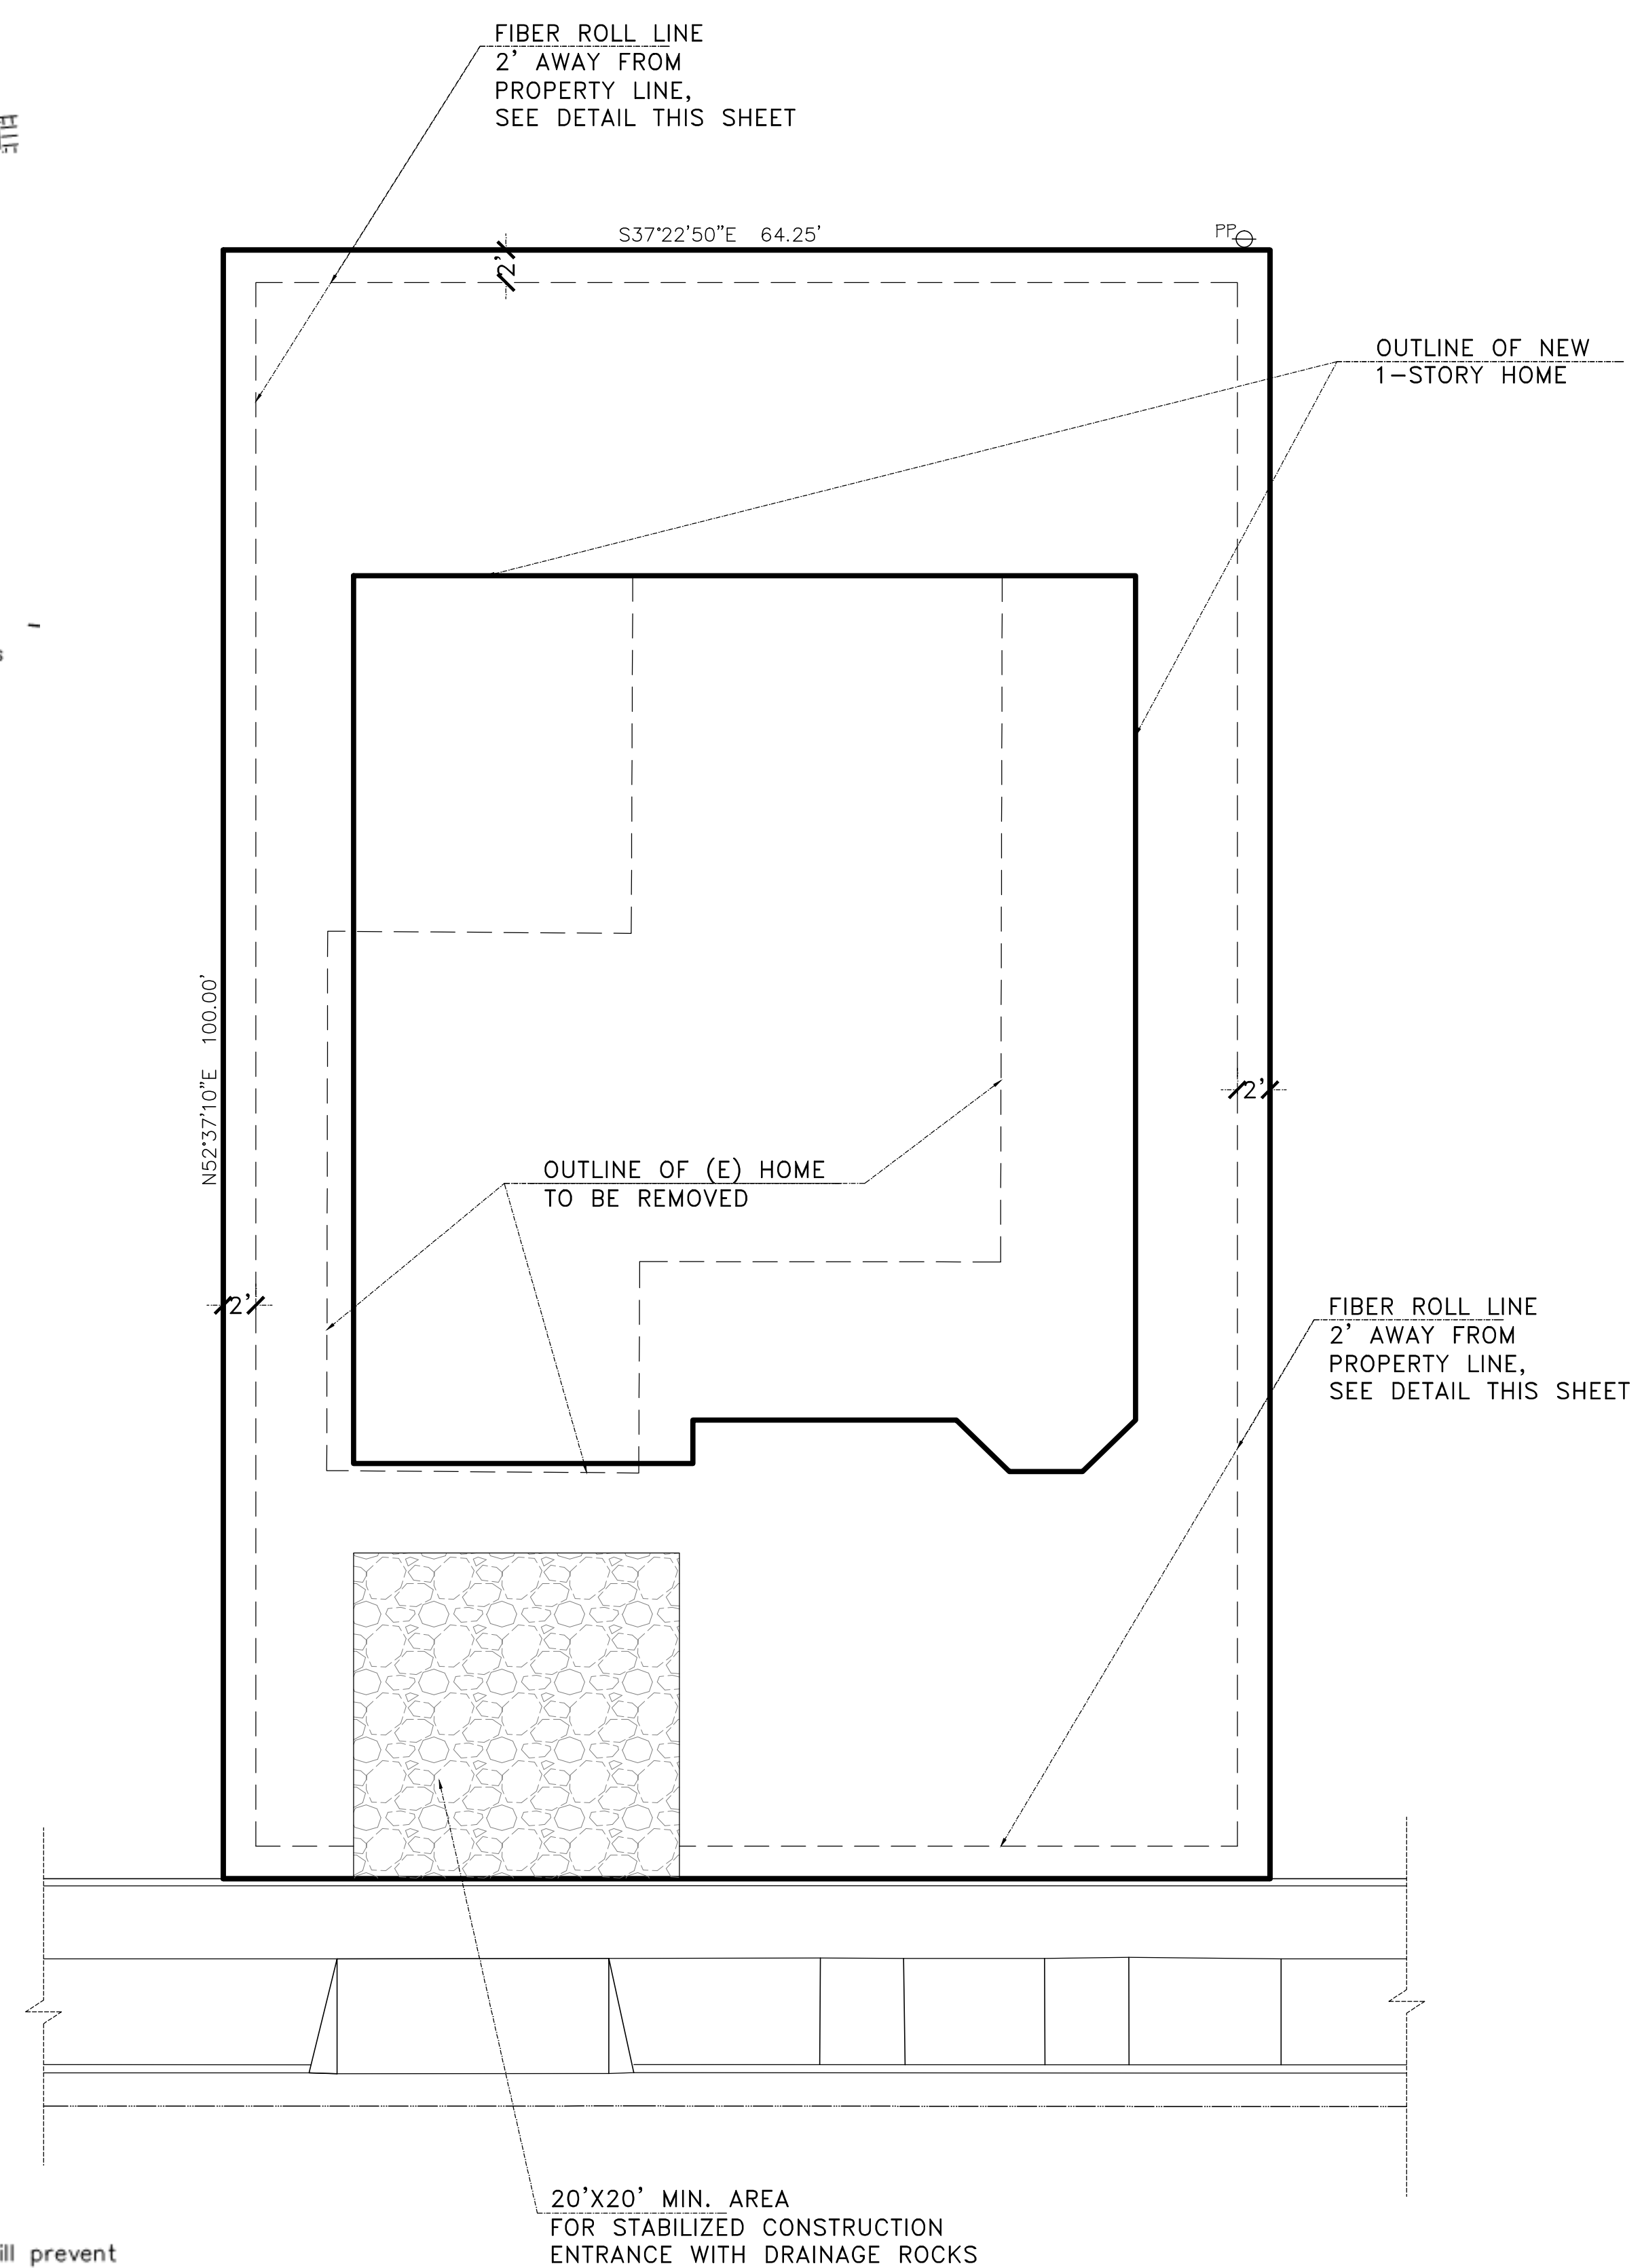 FIBER ROLL LINE
2' AWAY FROM
PROPERTY LINE,
SEE DETAIL THIS SHEET
S37°22'50"E 64.25'
PP
2'
OUTLINE OF NEW
1-STORY HOME
s
N52°37'10"E 100.00'
2'
OUTLINE OF (E) HOME
TO BE REMOVED
2'
FIBER ROLL LINE
2' AWAY FROM
PROPERTY LINE,
SEE DETAIL THIS SHEET
20'X20' MIN. AREA
FOR STABILIZED CONSTRUCTION
ENTRANCE WITH DRAINAGE ROCKS
ill prevent